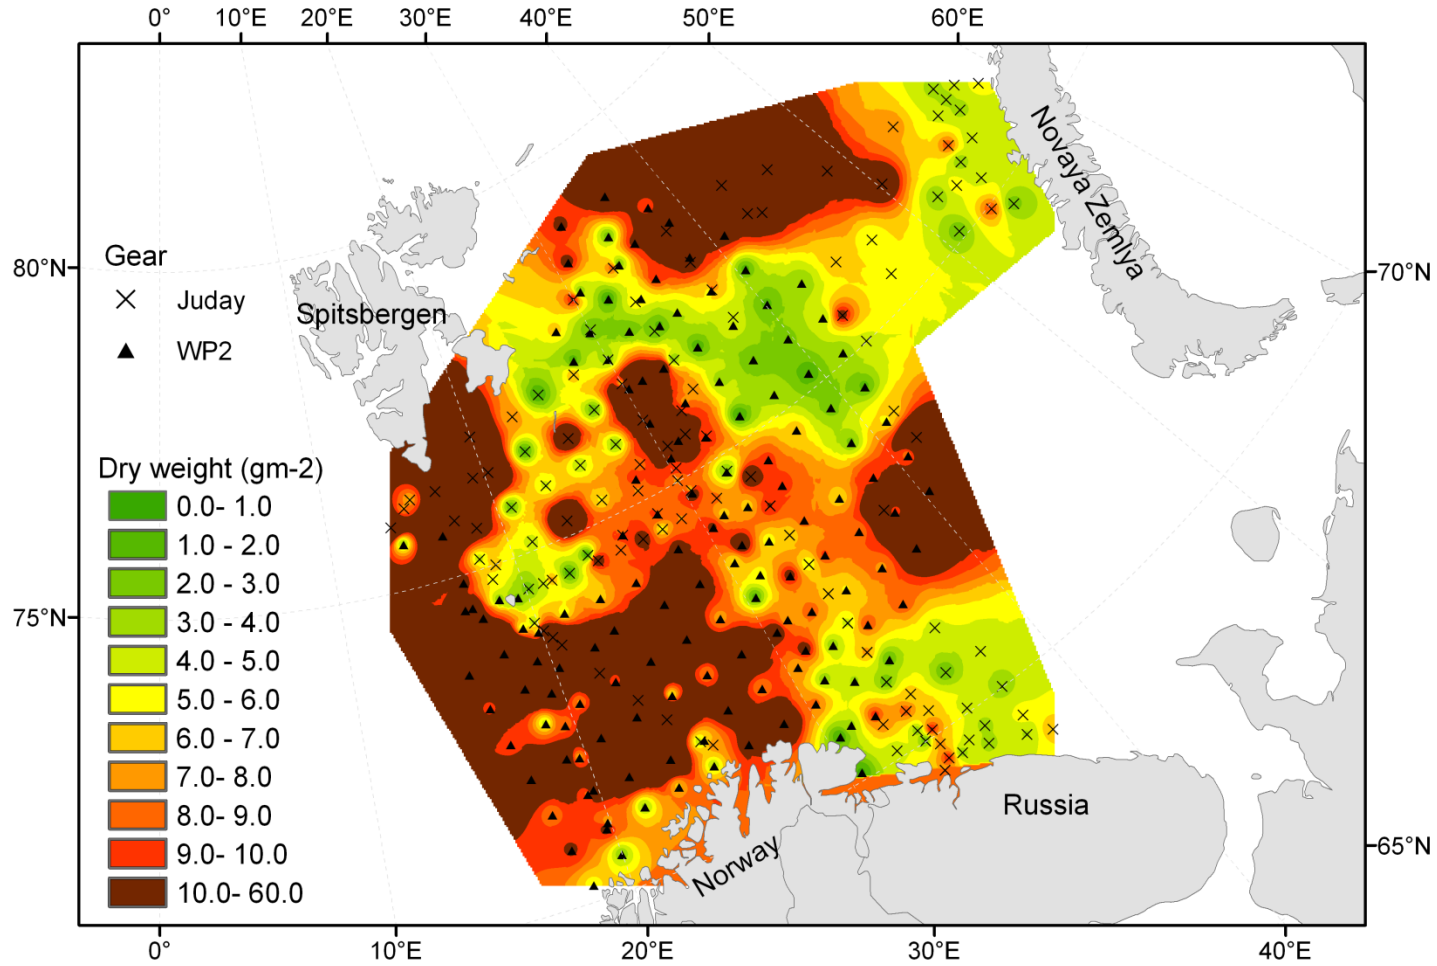 0° 10°E 20°E 30°E 40°E 50°E 60°E
Novaya Zemlya
Gear
80°N
70°N
Juday
Spitsbergen
WP2
Dry weight (gm-2)
0.0- 1.0
1.0 - 2.0
2.0 - 3.0
3.0 - 4.0
75°N
4.0 - 5.0
5.0 - 6.0
6.0 - 7.0
7.0 - 8.0
8.0 - 9.0
Russia
9.0- 10.0
65°N
Norway
10.0- 60.0
0° 10°E 20°E 30°E 40°E